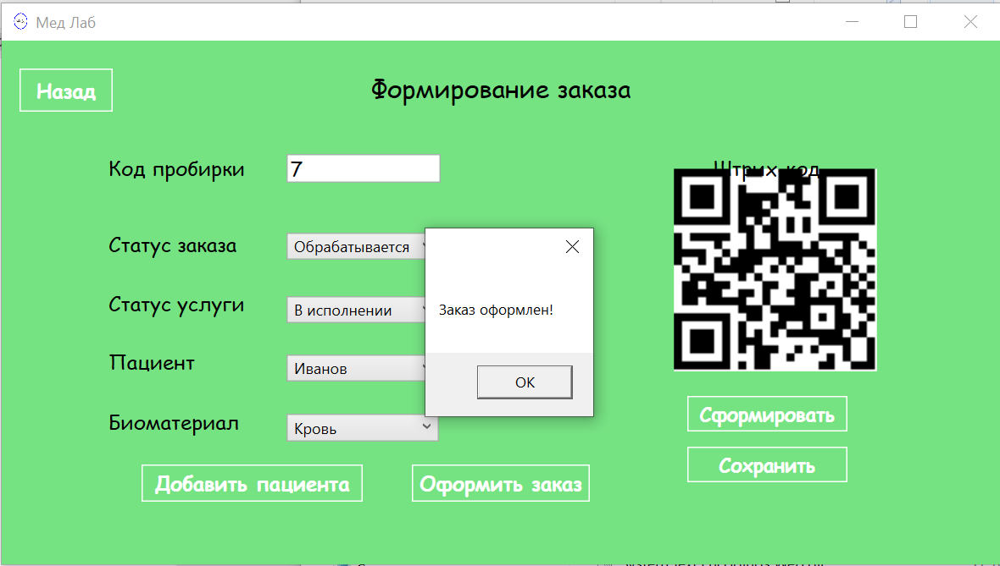 Мед Лаб
Назад
Формирование заказа
Код пробирки
7
Штрих код
Статус заказа
Обрабатывается
Статус услуги
В исполнении
Заказ оформлен!
Пациент
Иванов
OK
Биоматериал
Кровь
Сформировать
Сохранить
Добавить пациента
Оформить заказ